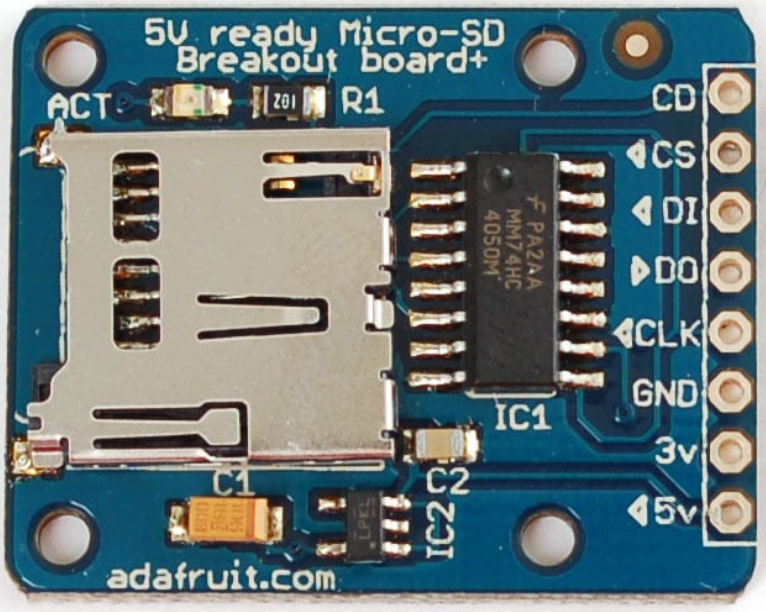 5V ready Micro-SD
Breakout board+
ACT
102
R1
CD
CS
DI
DO
CLK
GND
3v
5v
PA2AA
MM74HC
4050M
IC1
C1
C2
LPKL
IC2
adafruit.com